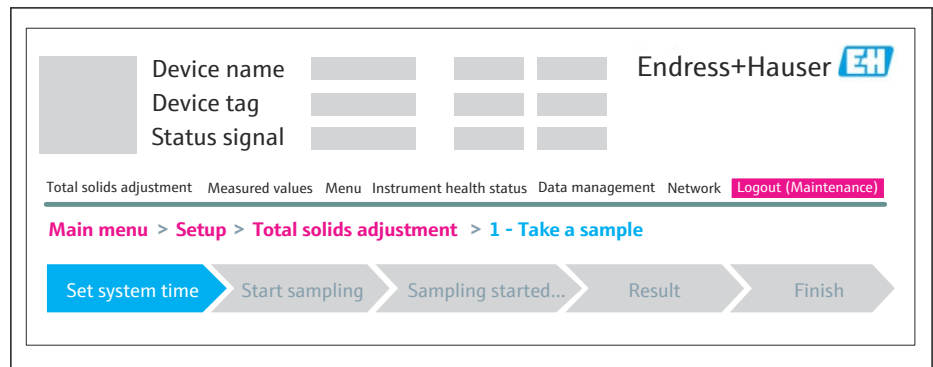 Device name
Endress+Hauser EH
Device tag
Status signal
Total solids adjustment Measured values Menu Instrument health status Data management Network Logout (Maintenance)
Main menu > Setup > Total solids adjustment > 1 - Take a sample
Set system time Start sampling Sampling started... Result Finish